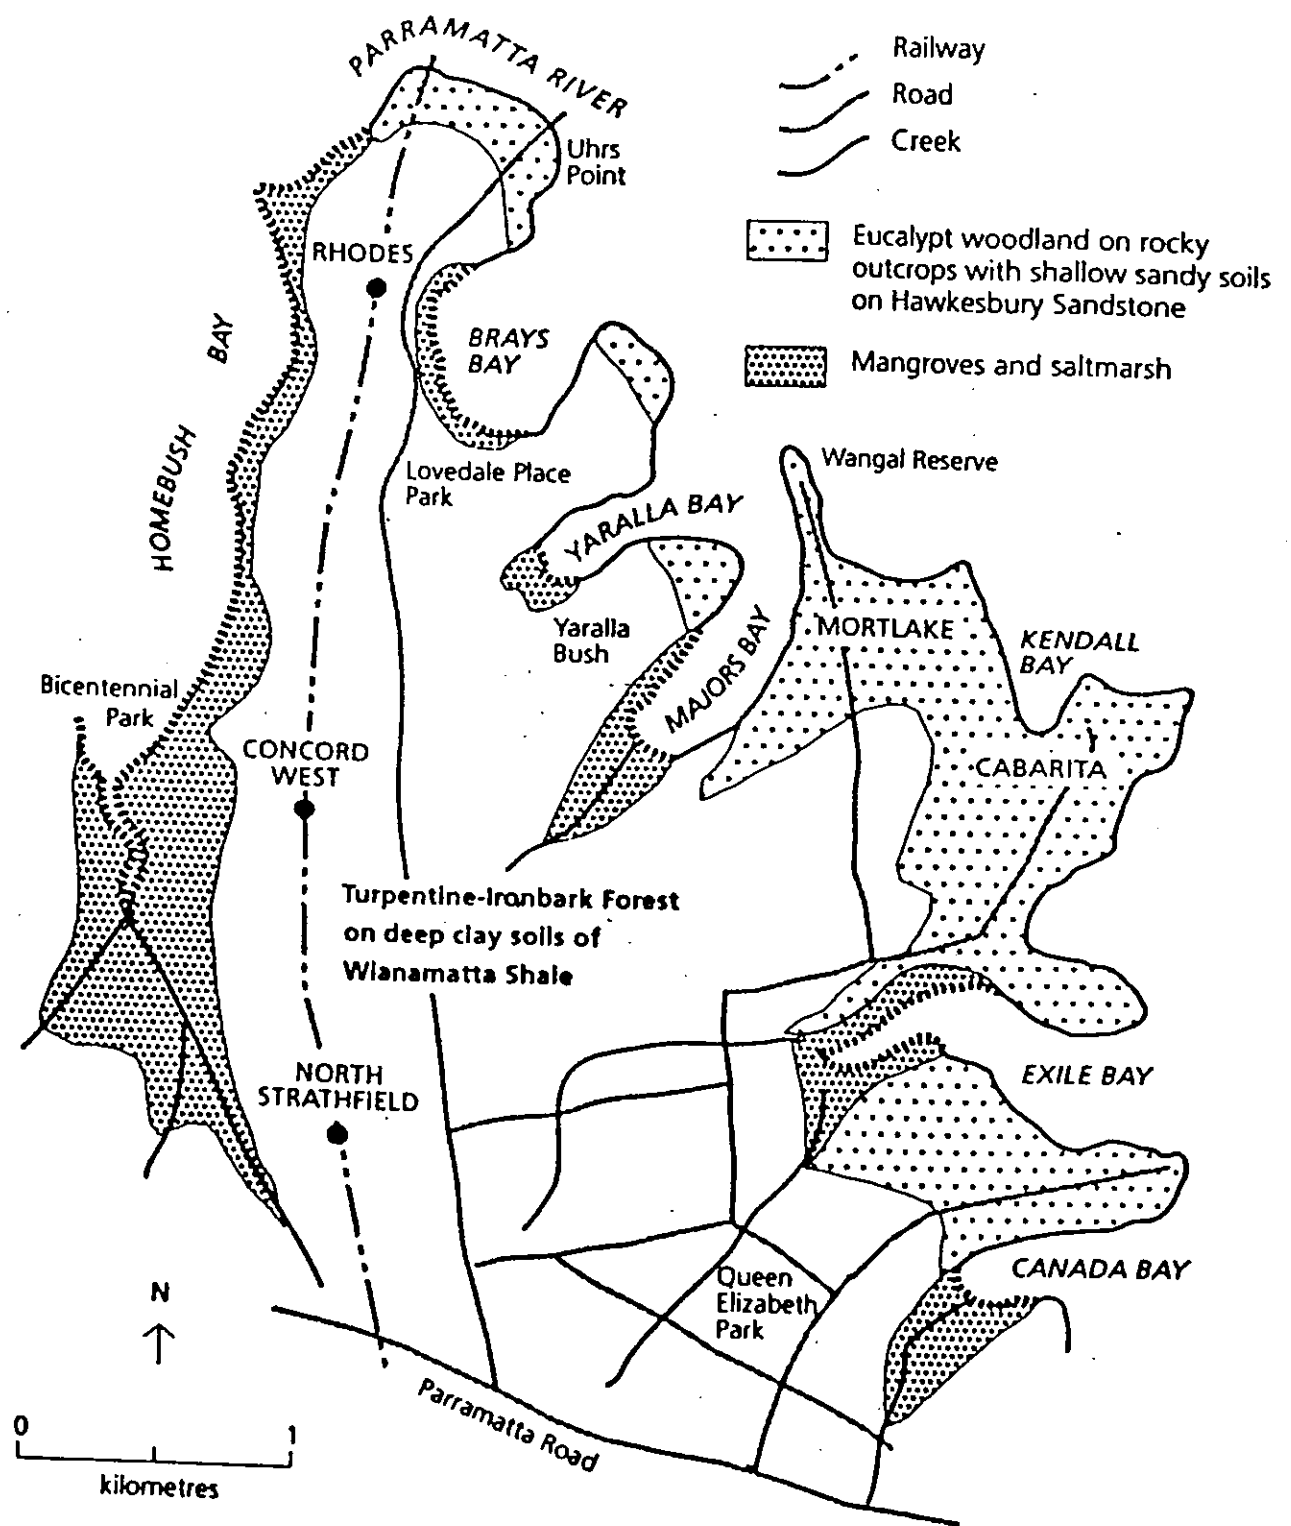 PARRAMATTA RIVER
Railway
Road
Creek
Uhrs
Point
Eucalypt woodland on rocky
outcrops with shallow sandy soils
on Hawkesbury Sandstone
Mangroves and saltmarsh
RHODES
HOMEBUSH BAY
BRAYS
BAY
Lovedale Place
Park
Wangal Reserve
YARALLA BAY
Yaralla
Bush
MAJORS BAY
MORTLAKE
KENDALL
BAY
Bicentennial
Park
CONCORD
WEST
CABARITA
Turpentine-Ironbark Forest
on deep clay soils of
Wianamatta Shale
NORTH
STRATHFIELD
EXILE BAY
CANADA BAY
Queen
Elizabeth
Park
N
Parramatta Road
0 1
kilometres